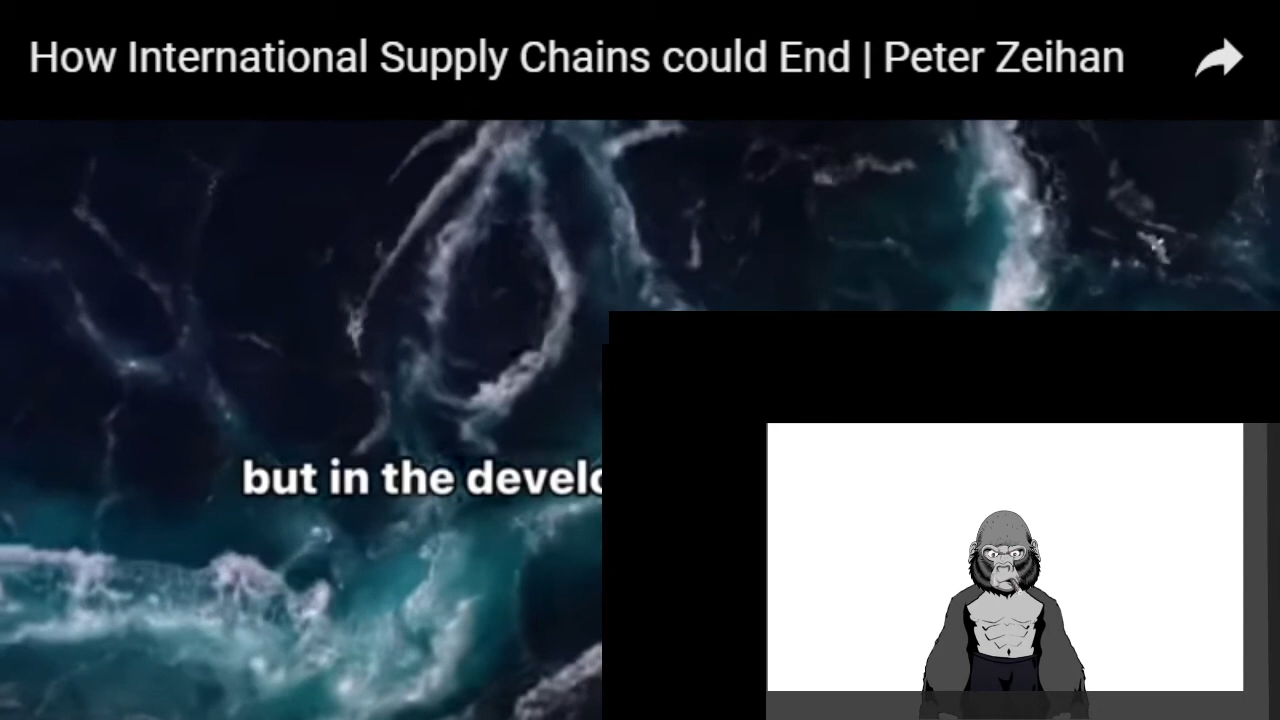 How International Supply Chains could End | Peter Zeihan
but in the